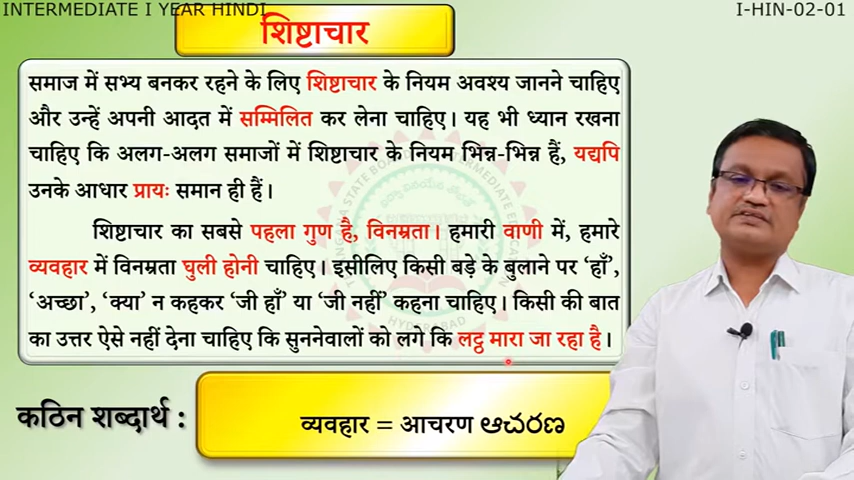 INTERMEDIATE I YEAR HINDI
I-HIN-02-01
शिष्टाचार
समाज में सभ्य बनकर रहने के लिए शिष्टाचार के नियम अवश्य जानने चाहिए
और उन्हें अपनी आदत में सम्मिलित कर लेना चाहिए। यह भी ध्यान रखना
चाहिए कि अलग-अलग समाजों में शिष्टाचार के नियम भिन्न-भिन्न हैं, यद्यपि
उनके आधार प्रायः समान ही हैं।
शिष्टाचार का सबसे पहला गुण है, विनम्रता। हमारी वाणी में, हमारे
व्यवहार में विनम्रता घुली होनी चाहिए। इसीलिए किसी बड़े के बुलाने पर ‘हाँ’,
‘अच्छा’, ‘क्या’ न कहकर ‘जी हाँ’ या ‘जी नहीं’ कहना चाहिए। किसी की बात
का उत्तर ऐसे नहीं देना चाहिए कि सुननेवालों को लगे कि लट्ठ मारा जा रहा है।
कठिन शब्दार्थ :
व्यवहार = आचरण ఆచరణ
HYDERABAD